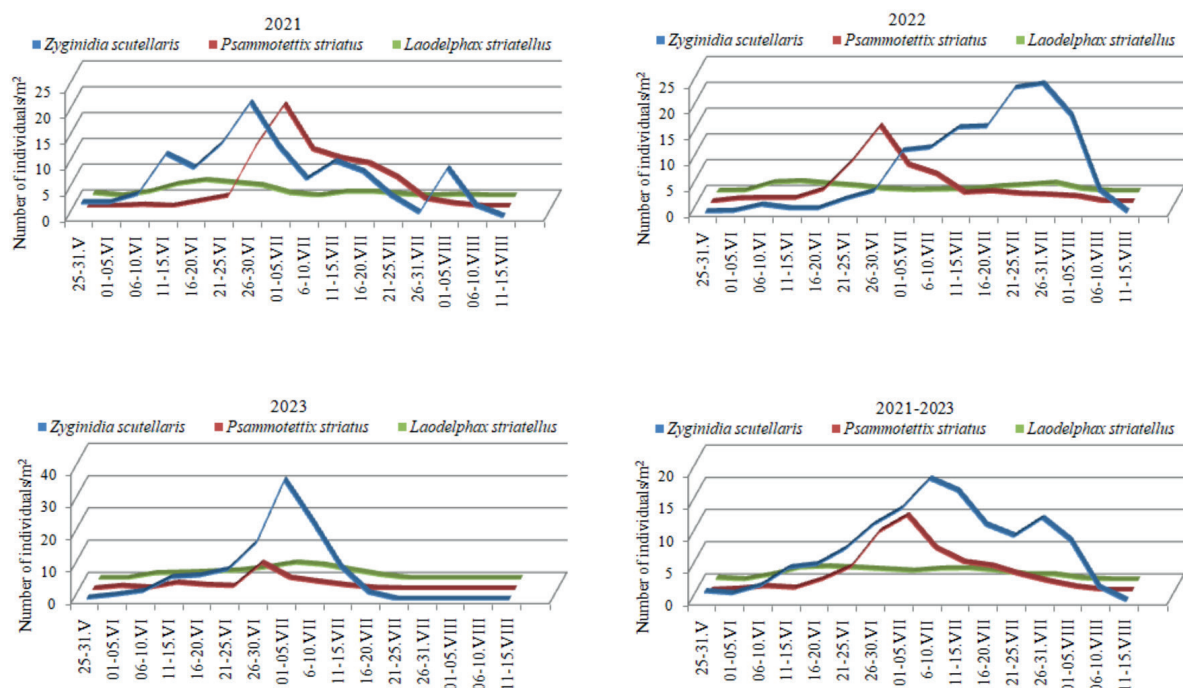 2021
Zyginidia scutellaris Psammotettix striatus Laodelphax striatellus
Number of individuals/m²
25
20
15
10
5
0
25-31.V
01-05.VI
06-10.VI
11-15.VI
16-20.VI
21-25.VI
26-30.VI
01-05.VII
6-10.VII
11-15.VII
16-20.VII
21-25.VII
26-31.VII
01-05.VIII
06-10.VIII
11-15.VIII
2022
Zyginidia scutellaris Psammotettix striatus Laodelphax striatellus
Number of individuals/m²
25
20
15
10
5
0
25-31.V
01-05.VI
06-10.VI
11-15.VI
16-20.VI
21-25.VI
26-30.VI
01-05.VII
6-10.VII
11-15.VII
16-20.VII
21-25.VII
26-31.VII
01-05.VIII
06-10.VIII
11-15.VIII
2023
Zyginidia scutellaris Psammotettix striatus Laodelphax striatellus
Number of individuals/m²
40
30
20
10
0
25-31.V
01-05.VI
06-10.VI
11-15.VI
16-20.VI
21-25.VI
26-30.VI
01-05.VII
6-10.VII
11-15.VII
16-20.VII
21-25.VII
26-31.VII
01-05.VIII
06-10.VIII
11-15.VIII
2021-2023
Zyginidia scutellaris Psammotettix striatus Laodelphax striatellus
Number of individuals/m²
20
15
10
5
0
25-31.V
01-05.VI
06-10.VI
11-15.VI
16-20.VI
21-25.VI
26-30.VI
01-05.VII
6-10.VII
11-15.VII
16-20.VII
21-25.VII
26-31.VII
01-05.VIII
06-10.VIII
11-15.VIII